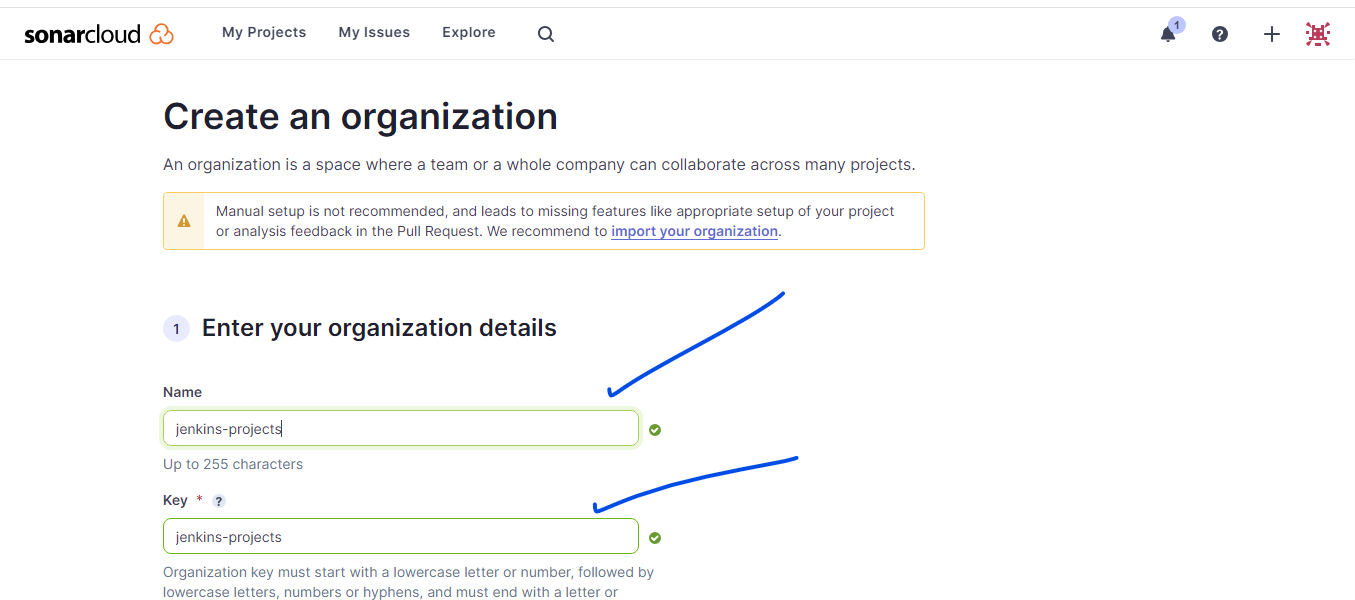 sonarcloud My Projects My Issues Explore 1 ?
Create an organization
An organization is a space where a team or a whole company can collaborate across many projects.
Manual setup is not recommended, and leads to missing features like appropriate setup of your project
or analysis feedback in the Pull Request. We recommend to import your organization.
1 Enter your organization details
Name
jenkins-projects
Up to 255 characters
Key * ?
jenkins-projects
Organization key must start with a lowercase letter or number, followed by
lowercase letters, numbers or hyphens, and must end with a letter or